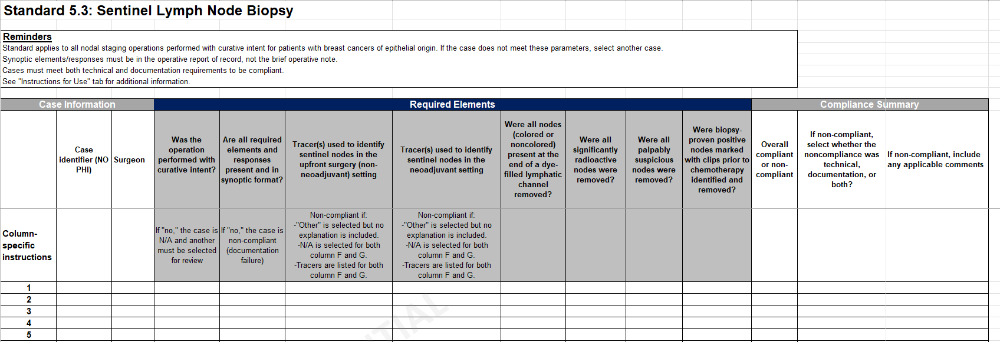 Standard 5.3: Sentinel Lymph Node Biopsy
Reminders
Standard applies to all nodal staging operations performed with curative intent for patients with breast cancers of epithelial origin. If the case does not meet these parameters, select another case.
Synoptic elements/responses must be in the operative report of record, not the brief operative note.
Cases must meet both technical and documentation requirements to be compliant.
See "Instructions for Use" tab for additional information.
Case Information
Required Elements
Compliance Summary
Case
identifier (NO
PHI)
Surgeon
Was the
operation
performed with
curative intent?
Are all required
elements and
responses
present and in
synoptic format?
Tracer(s) used to identify
sentinel nodes in the
upfront surgery (non-
neoadjuvant) setting
Tracer(s) used to identify
sentinel nodes in the
neoadjuvant setting
Were all nodes
(colored or
noncolored)
present at the
end of a dye-
filled lymphatic
channel
removed?
Were all
significantly
radioactive
nodes were
removed?
Were all
palpably
suspicious
nodes were
removed?
Were biopsy-
proven positive
nodes marked
with clips prior to
chemotherapy
identified and
removed?
Overall
compliant
or non-
compliant
If non-compliant,
select whether the
noncompliance was
technical,
documentation, or
both?
If non-compliant, include
any applicable comments
Column-
specific
instructions
If "no," the case is
N/A and another
must be selected
for review
If "no," the case is
non-compliant
(documentation
failure)
Non-compliant if:
-"Other" is selected but no
explanation is included.
-N/A is selected for both
column F and G.
-Tracers are listed for both
column F and G.
Non-compliant if:
-"Other" is selected but no
explanation is included.
-N/A is selected for both
column F and G.
-Tracers are listed for both
column F and G.
1
2
3
4
5